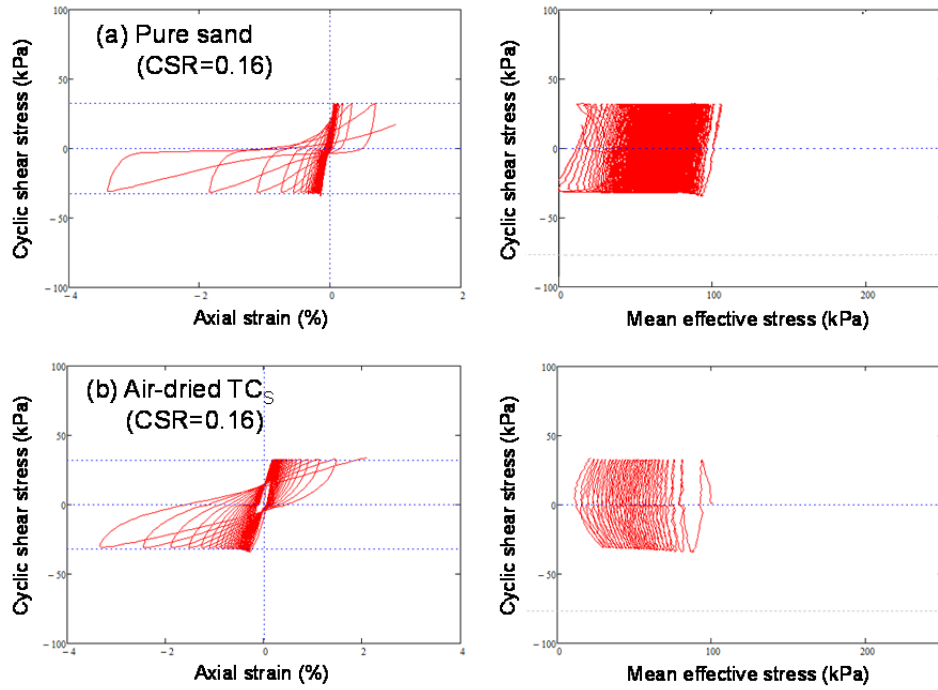 (a) Pure sand
(CSR=0.16)
Cyclic shear stress (kPa)
100
50
0
−50
−100
−4
−2
0
2
Axial strain (%)
Cyclic shear stress (kPa)
100
50
0
−50
−100
0
100
200
Mean effective stress (kPa)
(b) Air-dried TCS
(CSR=0.16)
Cyclic shear stress (kPa)
100
50
0
−50
−100
−4
−2
0
2
4
Axial strain (%)
Cyclic shear stress (kPa)
100
50
0
−50
−100
0
100
200
Mean effective stress (kPa)